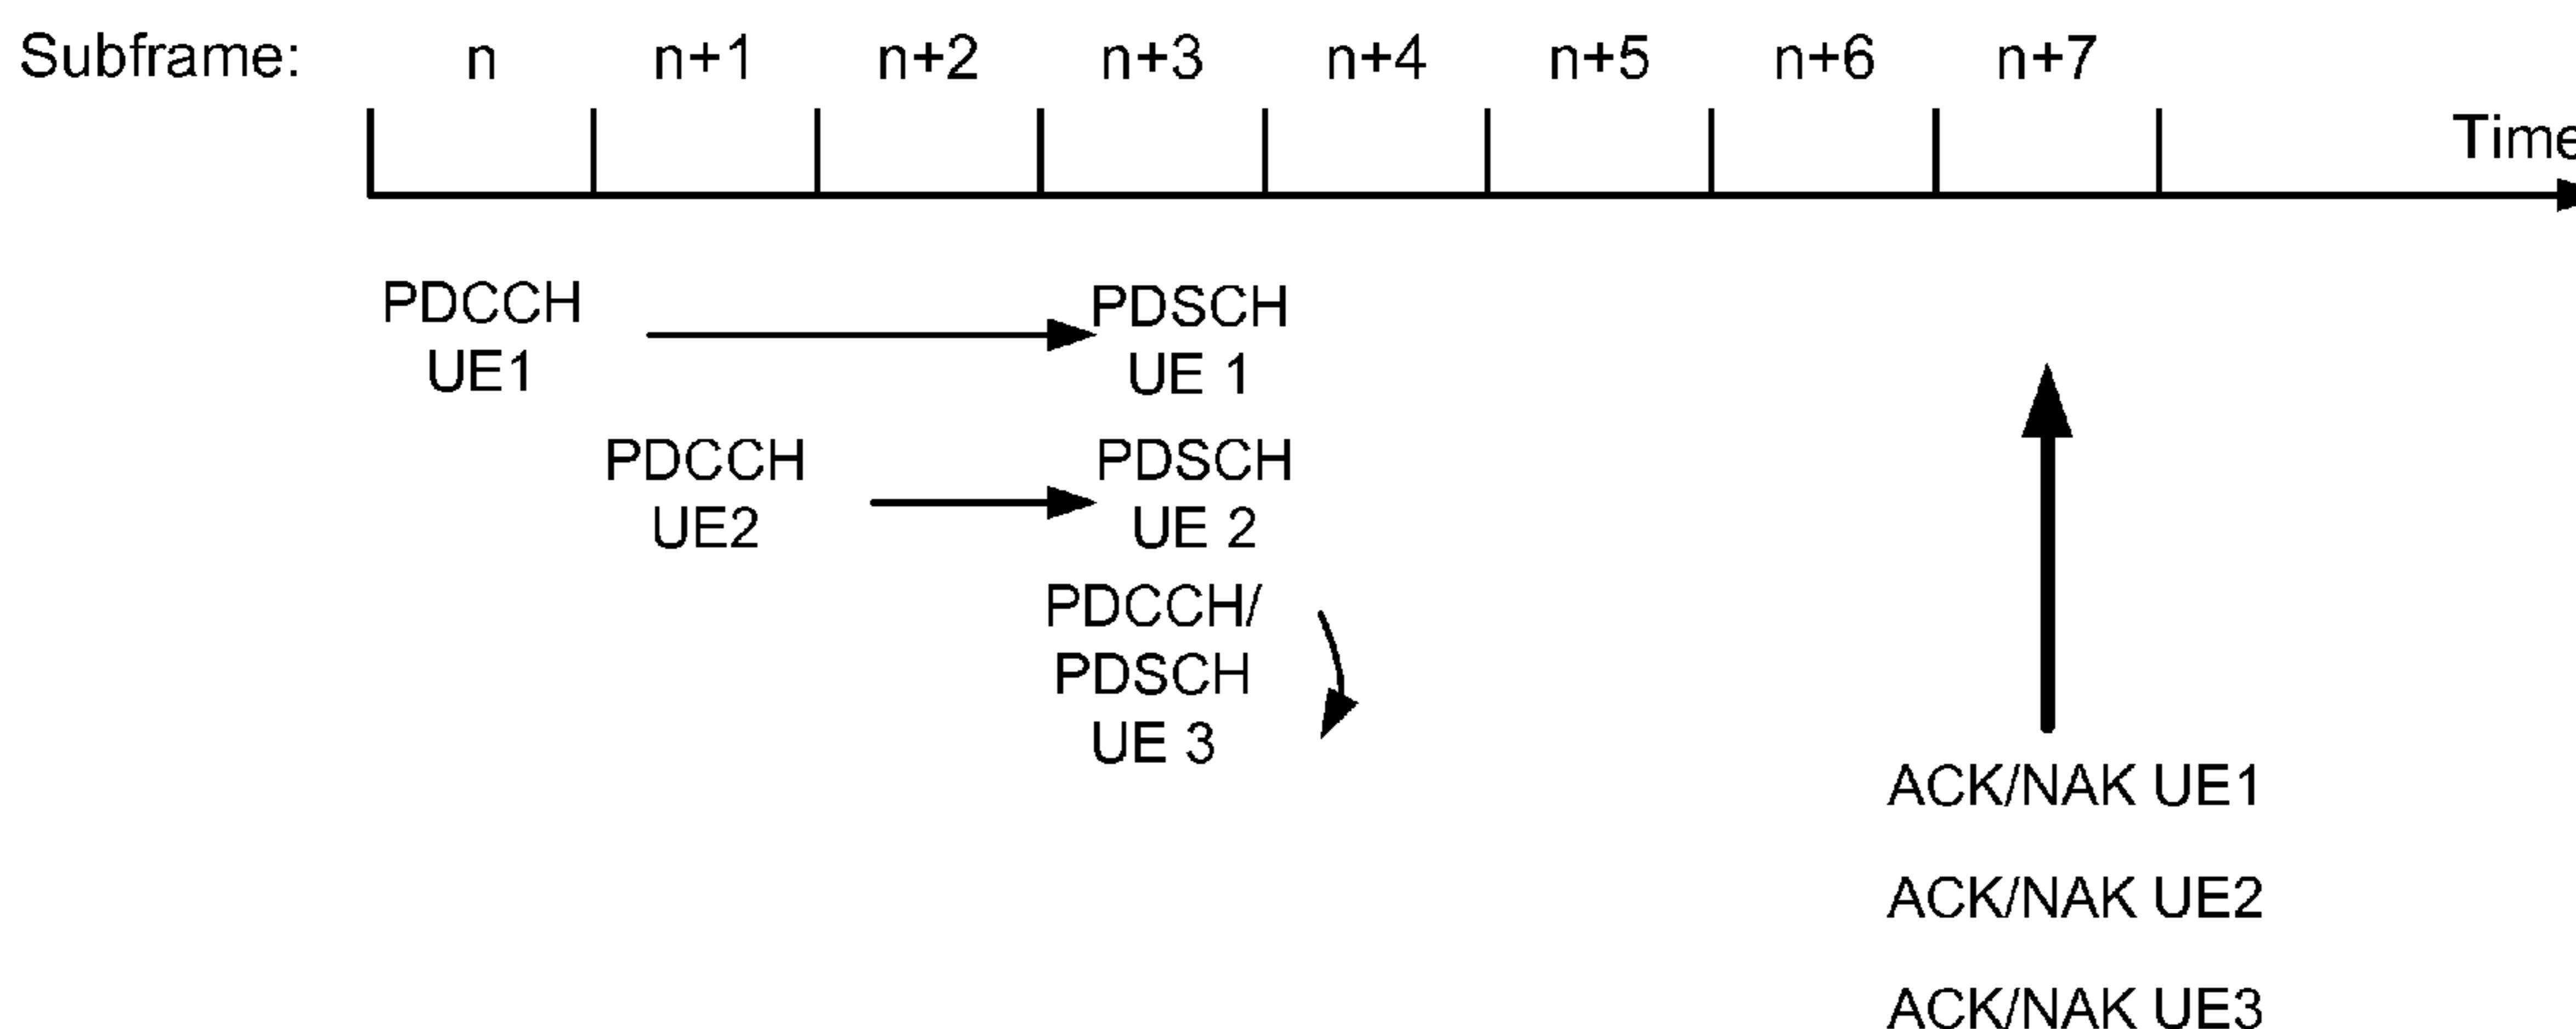 Subframe: n n+1 n+2 n+3 n+4 n+5 n+6 n+7
Time
PDCCH
UE1
PDSCH
UE 1
PDCCH
UE2
PDSCH
UE 2
PDCCH/
PDSCH
UE 3
ACK/NAK UE1
ACK/NAK UE2
ACK/NAK UE3